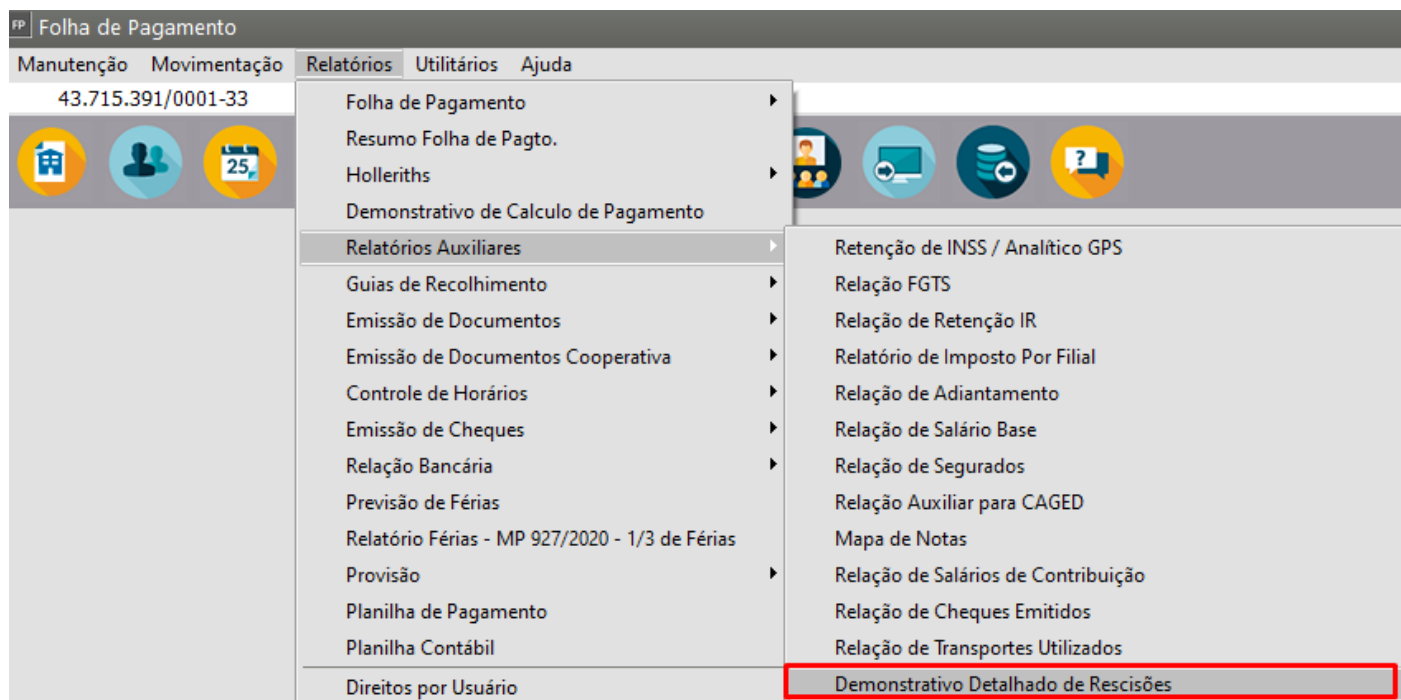 FP Folha de Pagamento
Manutenção Movimentação Relatórios Utilitários Ajuda
43.715.391/0001-33
25
?
Folha de Pagamento
Resumo Folha de Pagto.
Holleriths
Demonstrativo de Calculo de Pagamento
Relatórios Auxiliares
Guias de Recolhimento
Emissão de Documentos
Emissão de Documentos Cooperativa
Controle de Horários
Emissão de Cheques
Relação Bancária
Previsão de Férias
Relatório Férias - MP 927/2020 - 1/3 de Férias
Provisão
Planilha de Pagamento
Planilha Contábil
Direitos por Usuário
Retenção de INSS / Analítico GPS
Relação FGTS
Relação de Retenção IR
Relatório de Imposto Por Filial
Relação de Adiantamento
Relação de Salário Base
Relação de Segurados
Relação Auxiliar para CAGED
Mapa de Notas
Relação de Salários de Contribuição
Relação de Cheques Emitidos
Relação de Transportes Utilizados
Demonstrativo Detalhado de Rescisões